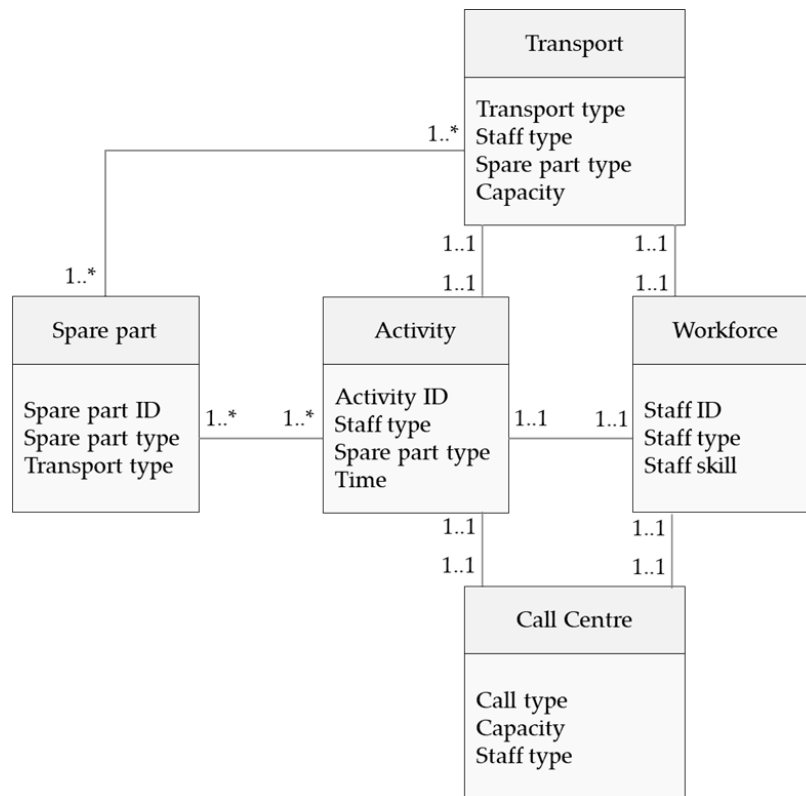 Transport
Transport type
Staff type
Spare part type
Capacity
1..*
1..*
1..1
1..1
1..1
1..1
Spare part
Spare part ID
Spare part type
Transport type
1..*
1..*
Activity
Activity ID
Staff type
Spare part type
Time
1..1
1..1
Workforce
Staff ID
Staff type
Staff skill
1..1
1..1
1..1
1..1
Call Centre
Call type
Capacity
Staff type